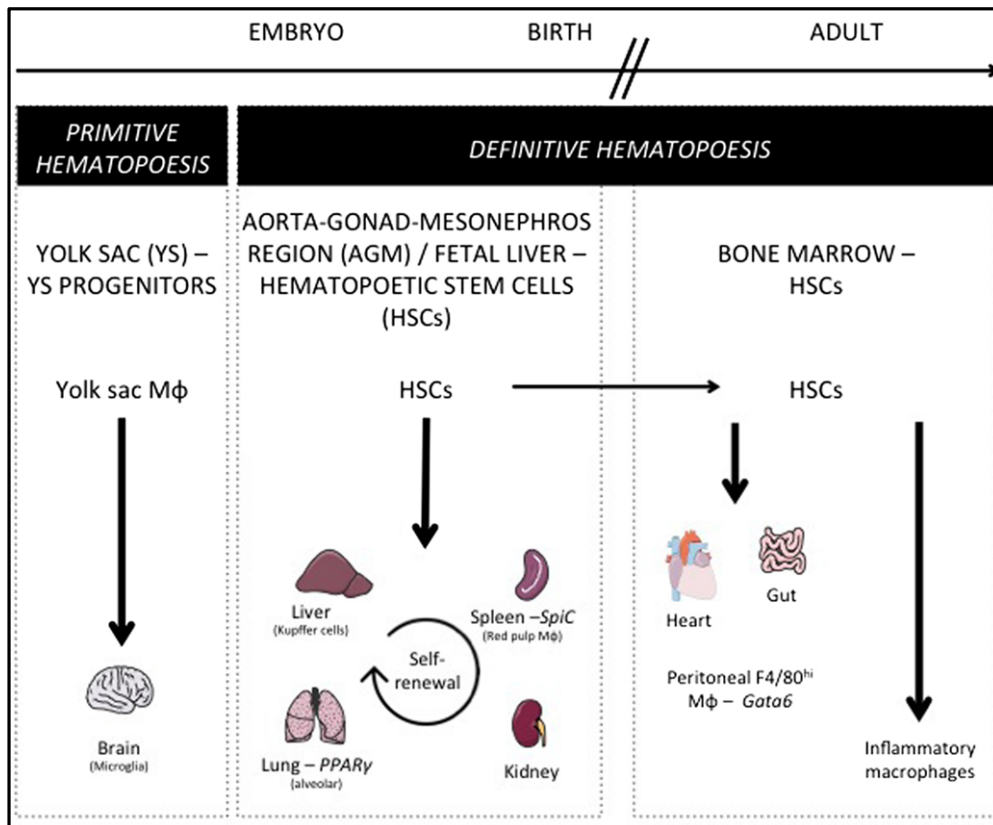 EMBRYO
BIRTH
ADULT
PRIMITIVE
HEMATOPOESIS
DEFINITIVE HEMATOPOESIS
YOLK SAC (YS) –
YS PROGENITORS
AORTA-GONAD-MESONEPHROS
REGION (AGM) / FETAL LIVER –
HEMATOPOETIC STEM CELLS
(HSCs)
BONE MARROW –
HSCs
Yolk sac Mϕ
HSCs
HSCs
Liver
(Kupffer cells)
Spleen –SpiC
(Red pulp Mϕ)
Self-
renewal
Lung – PPARγ
(alveolar)
Kidney
Brain
(Microglia)
Heart
Gut
Peritoneal F4/80hi
Mϕ – Gata6
Inflammatory
macrophages